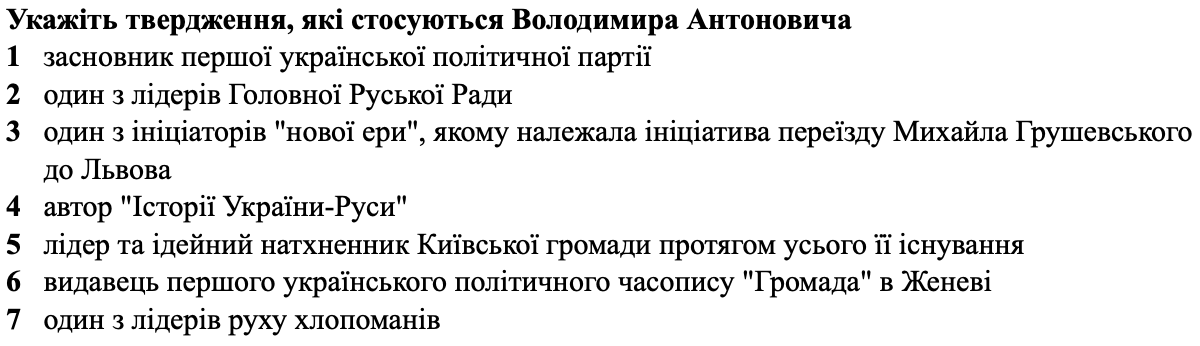 Укажіть твердження, які стосуються Володимира Антоновича
1 засновник першої української політичної партії
2 один з лідерів Головної Руської Ради
3 один з ініціаторів "нової ери", якому належала ініціатива переїзду Михайла Грушевського
до Львова
4 автор "Історії України-Руси"
5 лідер та ідейний натхненник Київської громади протягом усього її існування
6 видавець першого українського політичного часопису "Громада" в Женеві
7 один з лідерів руху хлопоманів